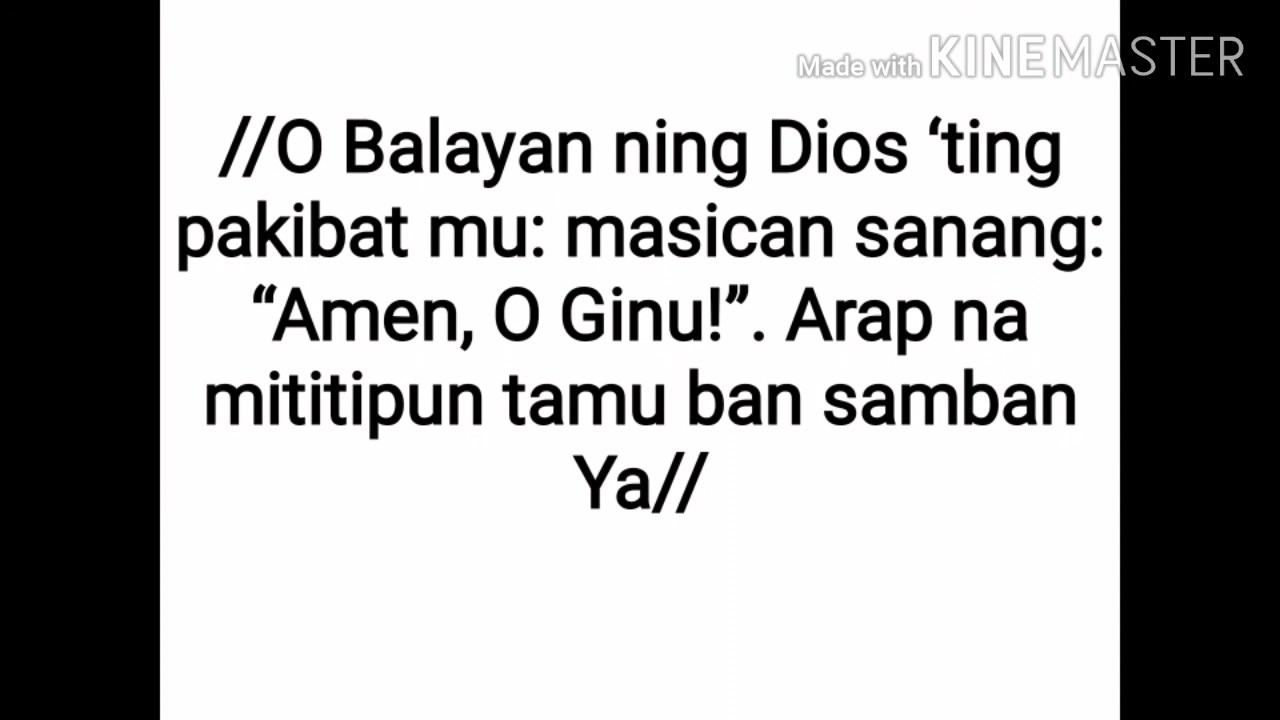 Made with KINEMASTER
//O Balayan ning Dios ‘ting
pakibat mu: masican sanang:
“Amen, O Ginu!”. Arap na
mititipun tamu ban samban
Ya//